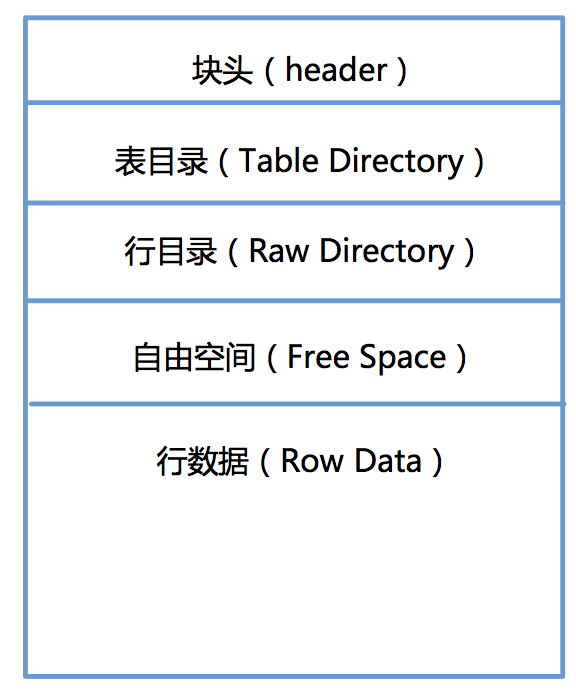 块头（header）
表目录（Table Directory）
行目录（Raw Directory）
自由空间（Free Space）
行数据（Row Data）